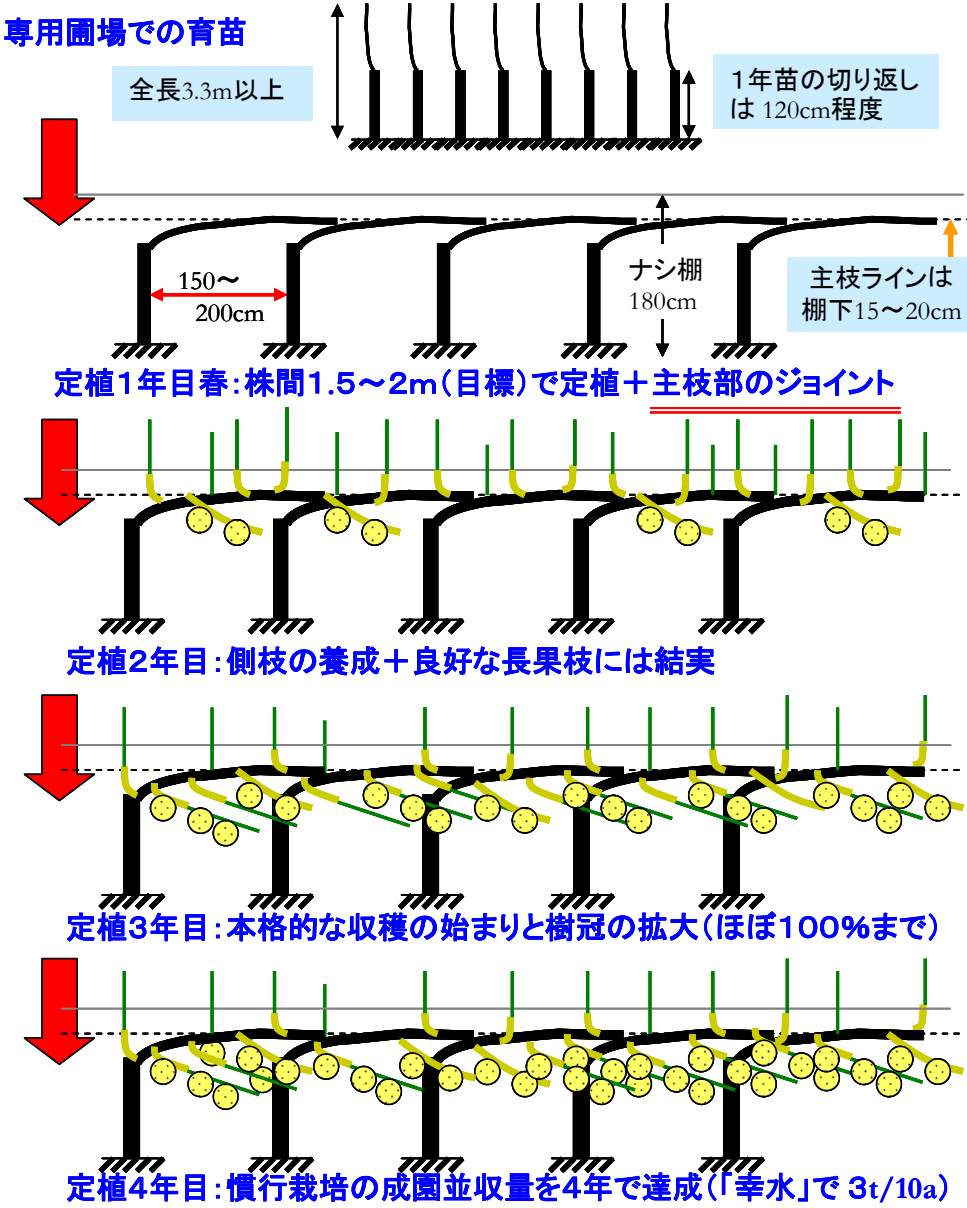 専用圃場での育苗
全長3.3m以上
1年苗の切り返し
は 120cm程度
150～
200cm
ナシ棚
180cm
主枝ラインは
棚下15～20cm
定植1年目春：株間1.5～2m（目標）で定植＋主枝部のジョイント
定植2年目：側枝の養成＋良好な長果枝には結実
定植3年目：本格的な収穫の始まりと樹冠の拡大（ほぼ100％まで）
定植4年目：慣行栽培の成園並収量を4年で達成（「幸水」で 3t/10a）